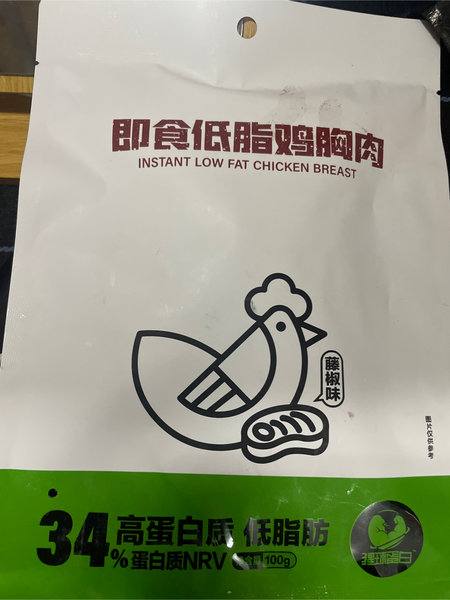 即食低脂鸡胸肉
INSTANT LOW FAT CHICKEN BREAST
藤椒味
图片仅供参考
34%
高蛋白质 低脂肪
蛋白质NRV
100g